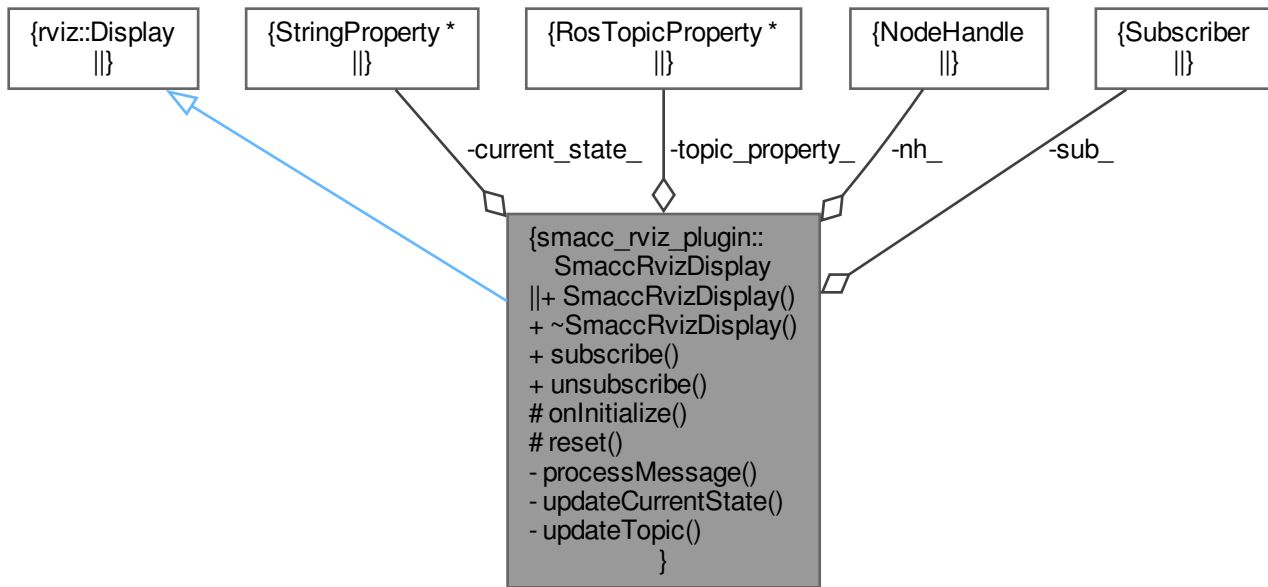 {rviz::Display
||}
{StringProperty *
||}
{RosTopicProperty *
||}
{NodeHandle
||}
{Subscriber
||}
-current_state_
-topic_property_
-nh_
-sub_
{smacc_rviz_plugin::
SmaccRvizDisplay
||+ SmaccRvizDisplay()
+ ~SmaccRvizDisplay()
+ subscribe()
+ unsubscribe()
# onInitialize()
# reset()
- processMessage()
- updateCurrentState()
- updateTopic()
}